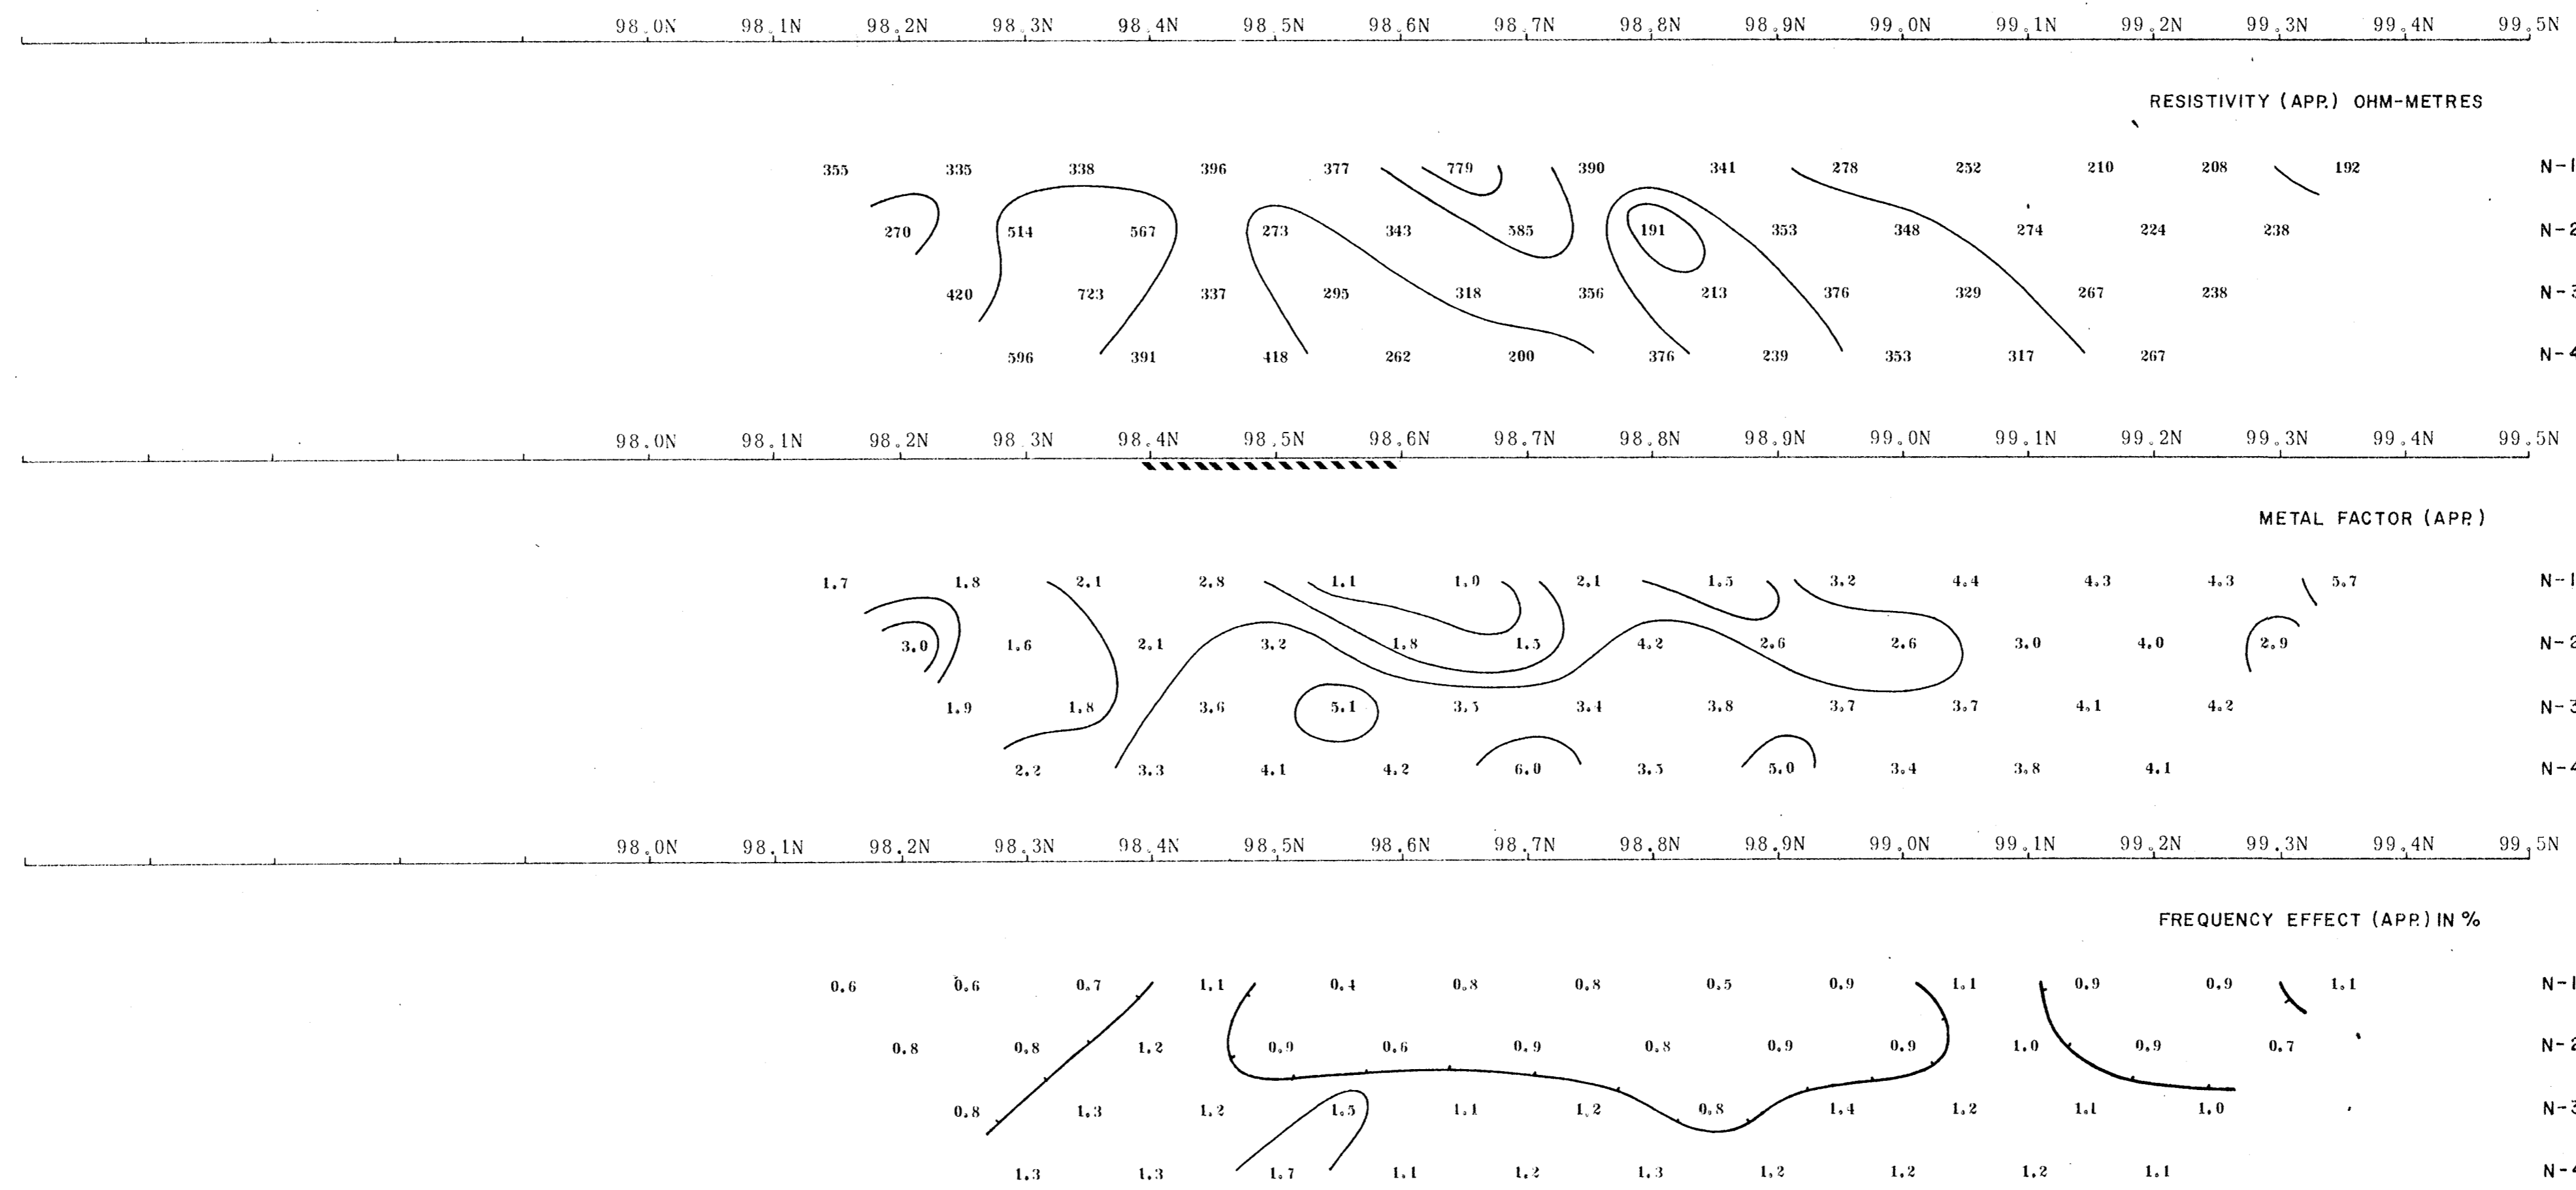 98.0N 98.1N 98.2N 98.3N 98.4N 98.5N 98.6N 98.7N 98.8N 98.9N 99.0N 99.1N 99.2N 99.3N 99.4N 99.5N
RESISTIVITY (APP.) OHM-METRES
355 335 338 396 377 779 390 341 278 252 210 208 192 N-1
270 514 567 273 343 585 191 353 348 274 224 238 N-2
420 723 337 295 318 356 213 376 329 267 238 N-3
596 391 418 262 200 376 239 353 317 267 N-4
98.0N 98.1N 98.2N 98.3N 98.4N 98.5N 98.6N 98.7N 98.8N 98.9N 99.0N 99.1N 99.2N 99.3N 99.4N 99.5N
METAL FACTOR (APP.)
1.7 1.8 2.1 2.8 1.1 1.0 2.1 1.5 3.2 4.4 4.3 4.3 5.7 N-1
3.0 1.6 2.1 3.2 1.8 1.5 4.2 2.6 2.6 3.0 4.0 2.9 N-2
1.9 1.8 3.6 5.1 3.5 3.4 3.8 3.7 3.7 4.1 4.2 N-3
2.2 3.3 4.1 4.2 6.0 3.5 5.0 3.4 3.8 4.1 N-4
98.0N 98.1N 98.2N 98.3N 98.4N 98.5N 98.6N 98.7N 98.8N 98.9N 99.0N 99.1N 99.2N 99.3N 99.4N 99.5N
FREQUENCY EFFECT (APP.) IN %
0.6 0.6 0.7 1.1 0.4 0.8 0.8 0.5 0.9 1.1 0.9 0.9 1.1 N-1
0.8 0.8 1.2 0.9 0.6 0.9 0.8 0.9 0.9 1.0 0.9 0.7 N-2
0.8 1.3 1.2 1.5 1.1 1.2 0.8 1.4 1.2 1.1 1.0 N-3
1.3 1.3 1.7 1.1 1.2 1.3 1.2 1.2 1.2 1.1 N-4